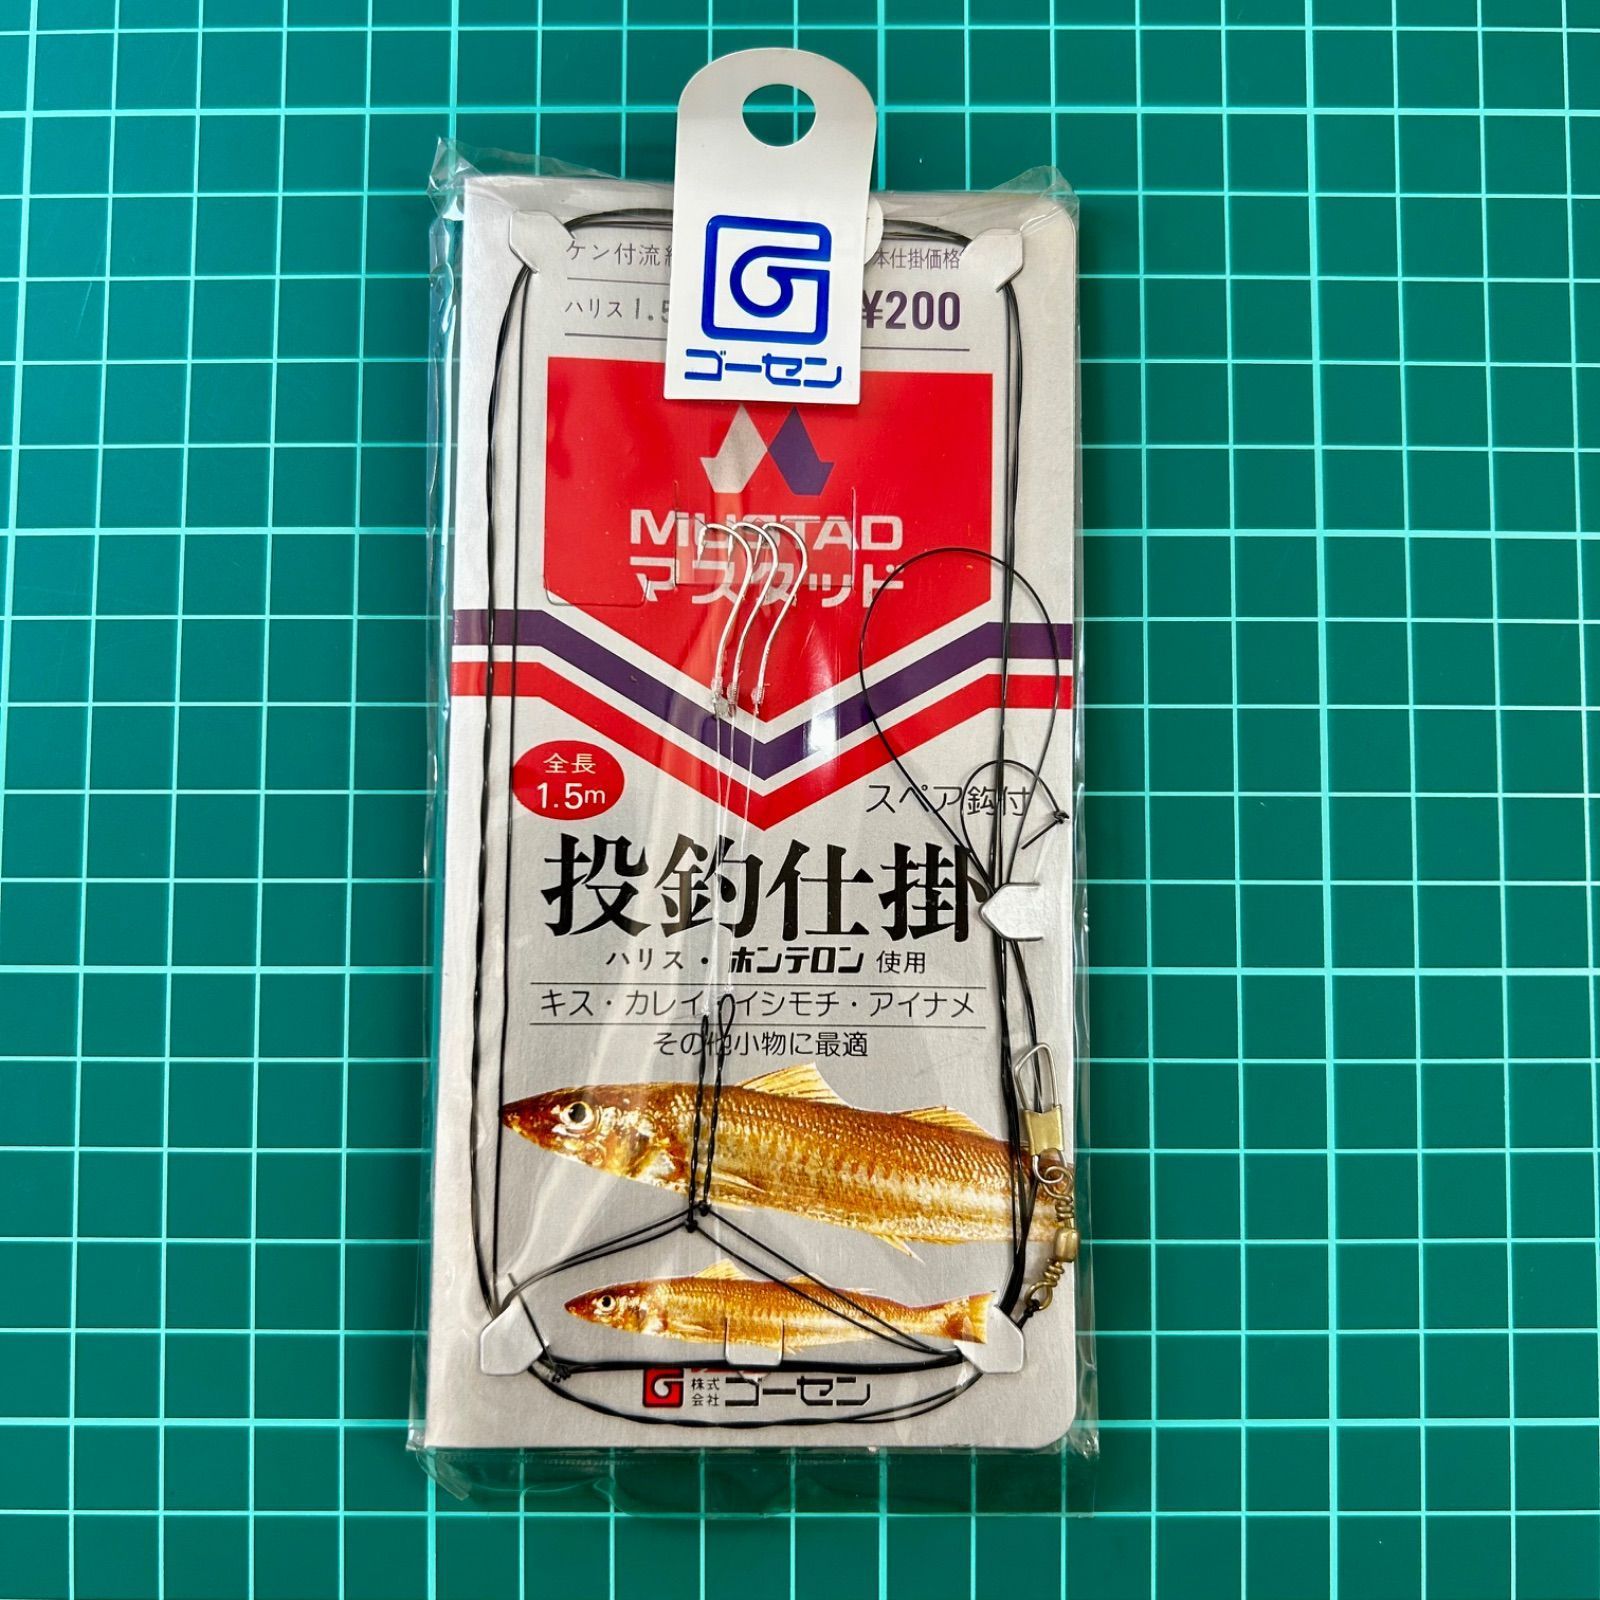 ゴーセン
ケン付流
本仕掛価格
ハリス 1.5
¥200
MUSTAD
マスタッド
全長
1.5m
スペア鈎付
投釣仕掛
ハリス・ホンテロン使用
キス・カレイ・イシモチ・アイナメ
その他小物に最適
株式会社ゴーセン